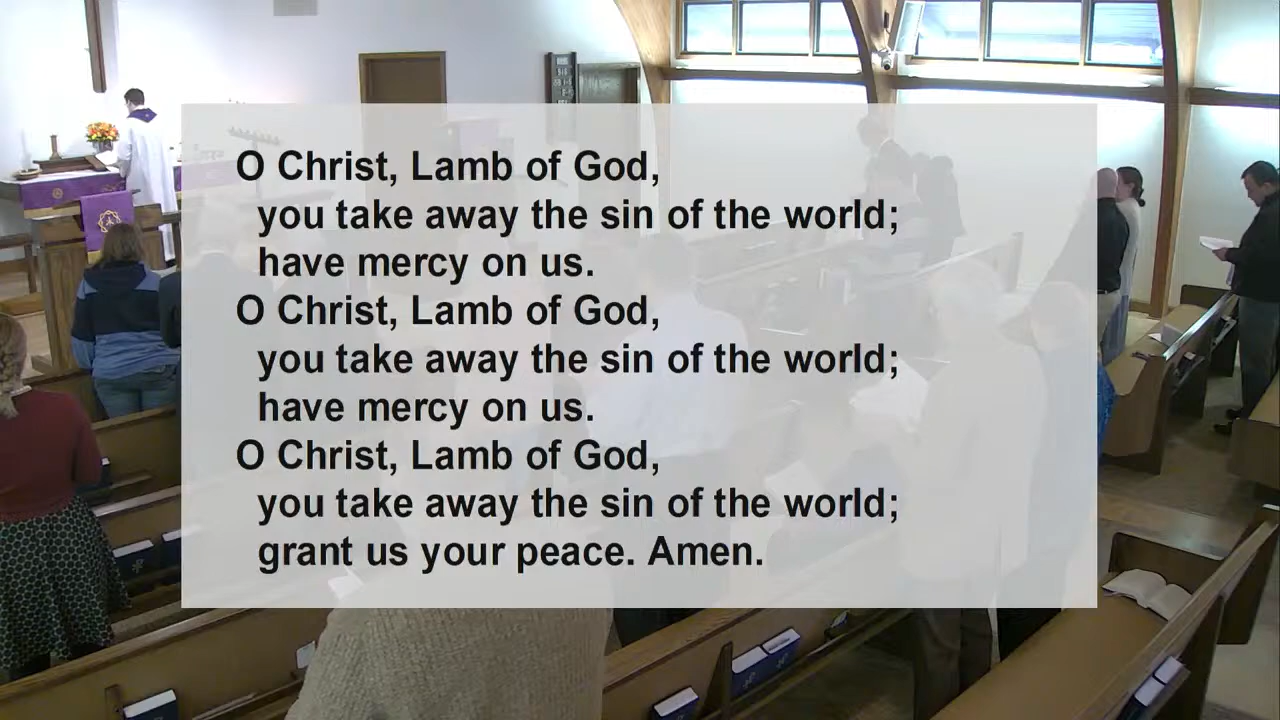 O Christ, Lamb of God,
you take away the sin of the world;
have mercy on us.
O Christ, Lamb of God,
you take away the sin of the world;
have mercy on us.
O Christ, Lamb of God,
you take away the sin of the world;
grant us your peace. Amen.